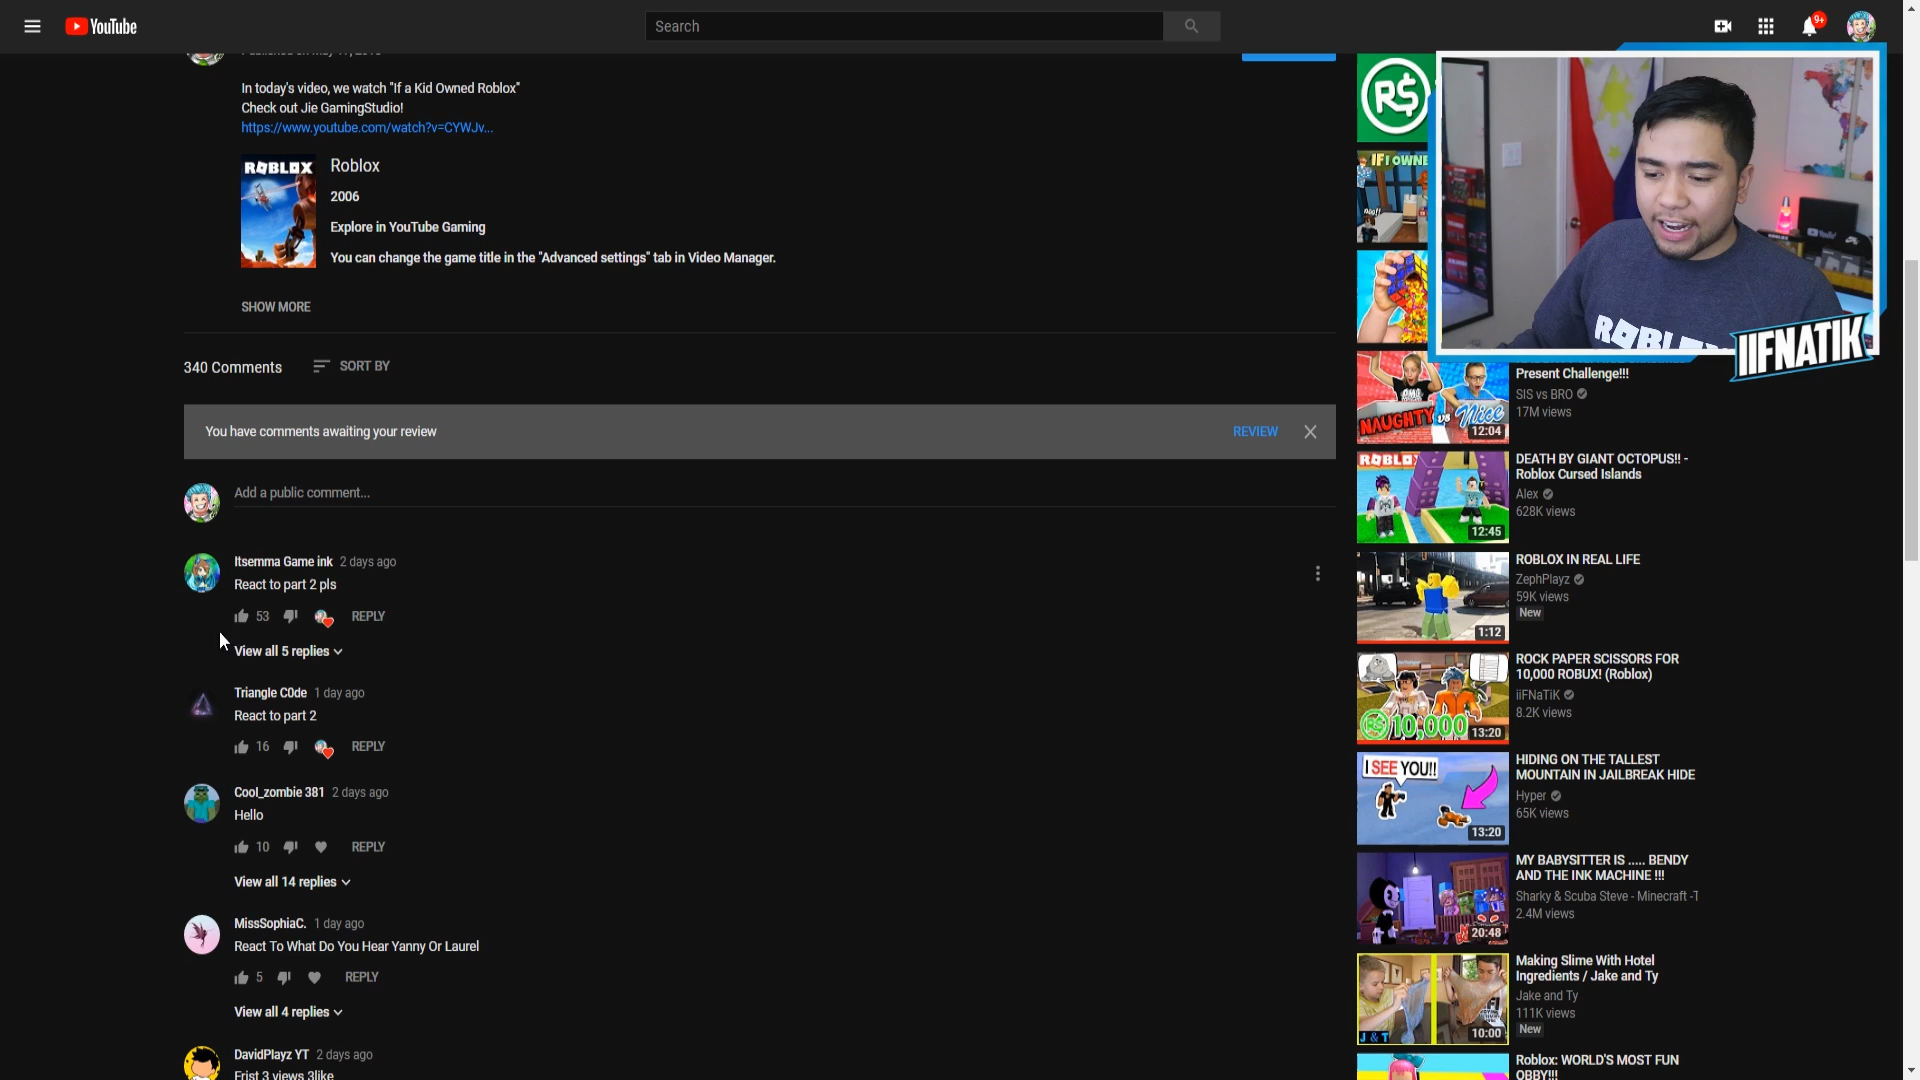 YouTube
Search
9+
In today's video, we watch "If a Kid Owned Roblox"
Check out Jie GamingStudio!
https://www.youtube.com/watch?v=CYWJv...
ROBLOX
Roblox
2006
Explore in YouTube Gaming
You can change the game title in the "Advanced settings" tab in Video Manager.
SHOW MORE
340 Comments
SORT BY
You have comments awaiting your review
REVIEW
Add a public comment...
Itsemma Game ink 2 days ago
React to part 2 pls
53 REPLY
View all 5 replies
Triangle C0de 1 day ago
React to part 2
16 REPLY
Cool_zombie 381 2 days ago
Hello
10 REPLY
View all 14 replies
MissSophiaC. 1 day ago
React To What Do You Hear Yanny Or Laurel
5 REPLY
View all 4 replies
DavidPlayz YT 2 days ago
Frist 3 views 3like
R$
IF I OWNE
ROBLOX
IIFNATIK
NAUGHTY vs Nice
12:04
Present Challenge!!!
SIS vs BRO
17M views
ROBLO
12:45
DEATH BY GIANT OCTOPUS!! -
Roblox Cursed Islands
Alex
628K views
1:12
ROBLOX IN REAL LIFE
ZephPlayz
59K views
New
R$ 10,000
13:20
ROCK PAPER SCISSORS FOR
10,000 ROBUX! (Roblox)
iiFNaTiK
8.2K views
I SEE YOU!!
13:20
HIDING ON THE TALLEST
MOUNTAIN IN JAILBREAK HIDE
Hyper
65K views
20:48
MY BABYSITTER IS ..... BENDY
AND THE INK MACHINE !!!
Sharky & Scuba Steve - Minecraft -T
2.4M views
J & T
10:00
Making Slime With Hotel
Ingredients / Jake and Ty
Jake and Ty
111K views
New
Roblox: WORLD'S MOST FUN
OBBY!!!